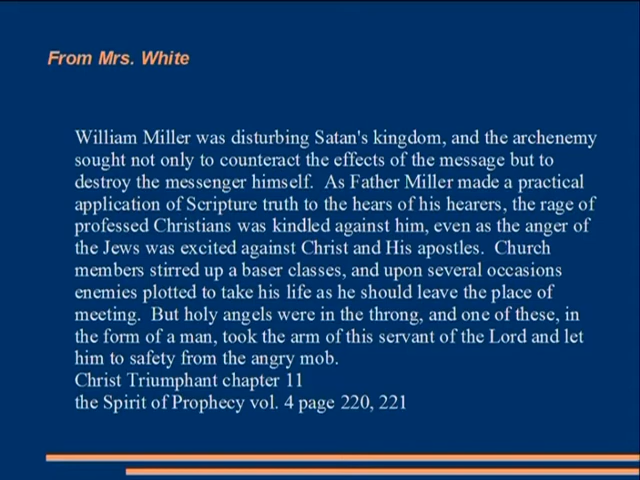 From Mrs. White
William Miller was disturbing Satan's kingdom, and the archenemy
sought not only to counteract the effects of the message but to
destroy the messenger himself.  As Father Miller made a practical
application of Scripture truth to the hears of his hearers, the rage of
professed Christians was kindled against him, even as the anger of
the Jews was excited against Christ and His apostles.  Church
members stirred up a baser classes, and upon several occasions
enemies plotted to take his life as he should leave the place of
meeting.  But holy angels were in the throng, and one of these, in
the form of a man, took the arm of this servant of the Lord and let
him to safety from the angry mob.
Christ Triumphant chapter 11
the Spirit of Prophecy vol. 4 page 220, 221